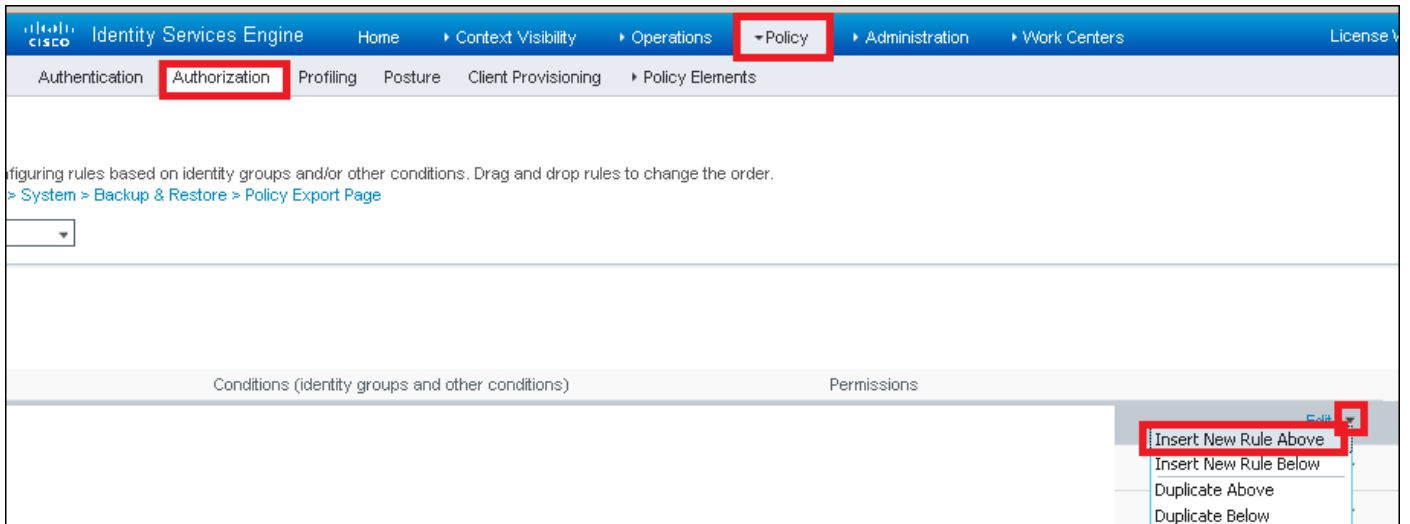 cisco Identity Services Engine Home Context Visibility Operations Policy Administration Work Centers License
Authentication Authorization Profiling Posture Client Provisioning Policy Elements
figuring rules based on identity groups and/or other conditions. Drag and drop rules to change the order.
> System > Backup & Restore > Policy Export Page
Conditions (identity groups and other conditions) Permissions
Edit
Insert New Rule Above
Insert New Rule Below
Duplicate Above
Duplicate Below